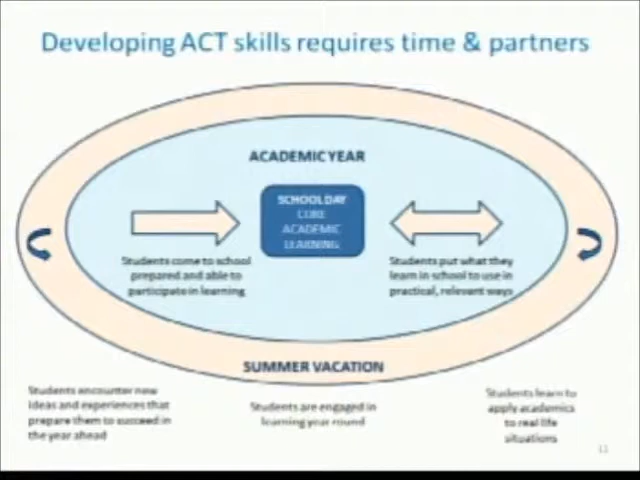 Developing ACT skills requires time & partners
ACADEMIC YEAR
SCHOOL DAY
CORE
ACADEMIC
LEARNING
Students come to school
prepared and able to
participate in learning
Students put what they
learn in school to use in
practical, relevant ways
SUMMER VACATION
Students encounter new
ideas and experiences that
prepare them to succeed in
the year ahead
Students are engaged in
learning year round
Students learn to
apply academics
to real life
situations